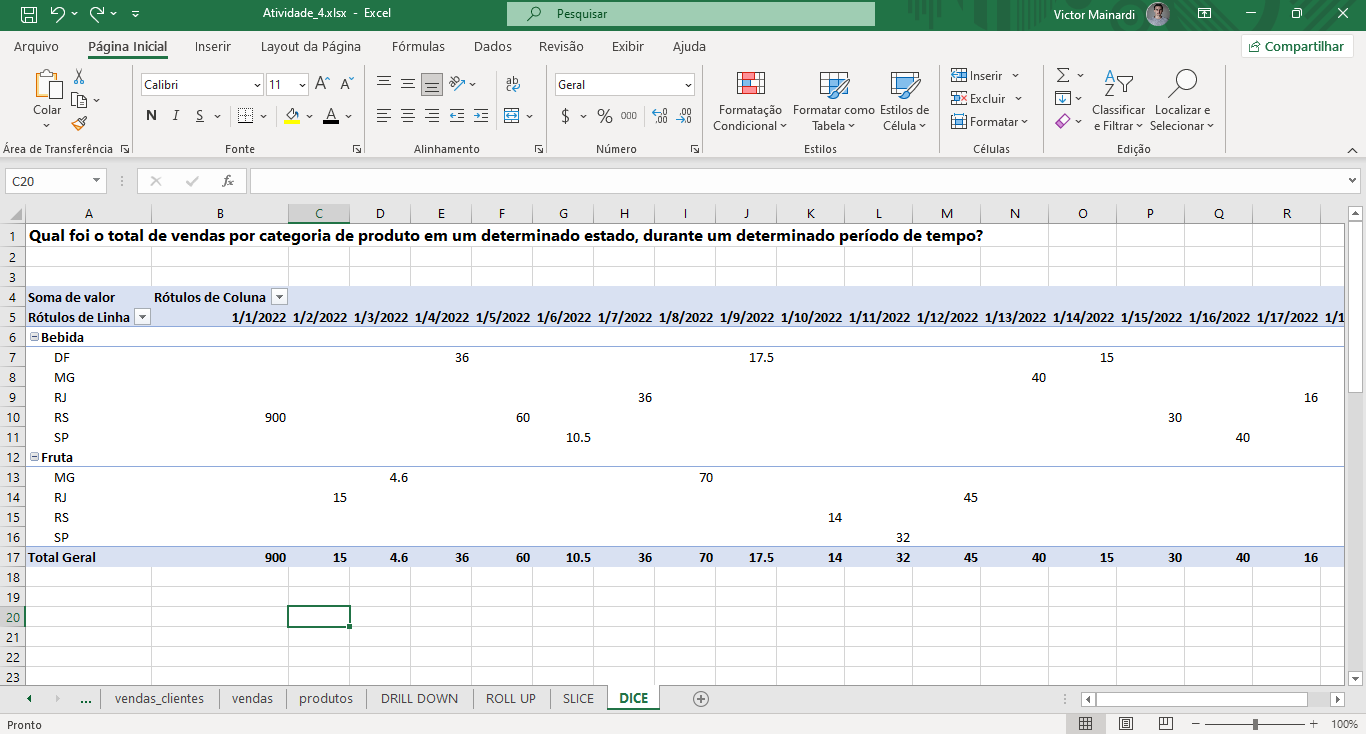 Atividade_4.xlsx - Excel
Pesquisar
Victor Mainardi
Arquivo Página Inicial Inserir Layout da Página Fórmulas Dados Revisão Exibir Ajuda
Compartilhar
Colar
Área de Transferência
Calibri 11
N I S
A A
Fonte
ab
Alinhamento
Geral
$ % 000
Número
Formatação Condicional
Formatar como Tabela
Estilos de Célula
Estilos
Inserir
Excluir
Formatar
Células
Classificar e Filtrar
Localizar e Selecionar
Edição
C20
fx
A B C D E F G H I J K L M N O P Q R
1 Qual foi o total de vendas por categoria de produto em um determinado estado, durante um determinado período de tempo?
2
3
4 Soma de valor Rótulos de Coluna
5 Rótulos de Linha 1/1/2022 1/2/2022 1/3/2022 1/4/2022 1/5/2022 1/6/2022 1/7/2022 1/8/2022 1/9/2022 1/10/2022 1/11/2022 1/12/2022 1/13/2022 1/14/2022 1/15/2022 1/16/2022 1/17/2022 1/1
6 Bebida
7 DF 36 17.5 15
8 MG 40
9 RJ 36 16
10 RS 900 60 30
11 SP 10.5 40
12 Fruta
13 MG 4.6 70
14 RJ 15 45
15 RS 14
16 SP 32
17 Total Geral 900 15 4.6 36 60 10.5 36 70 17.5 14 32 45 40 15 30 40 16
18
19
20
21
22
23
... vendas_clientes vendas produtos DRILL DOWN ROLL UP SLICE DICE
Pronto
100%